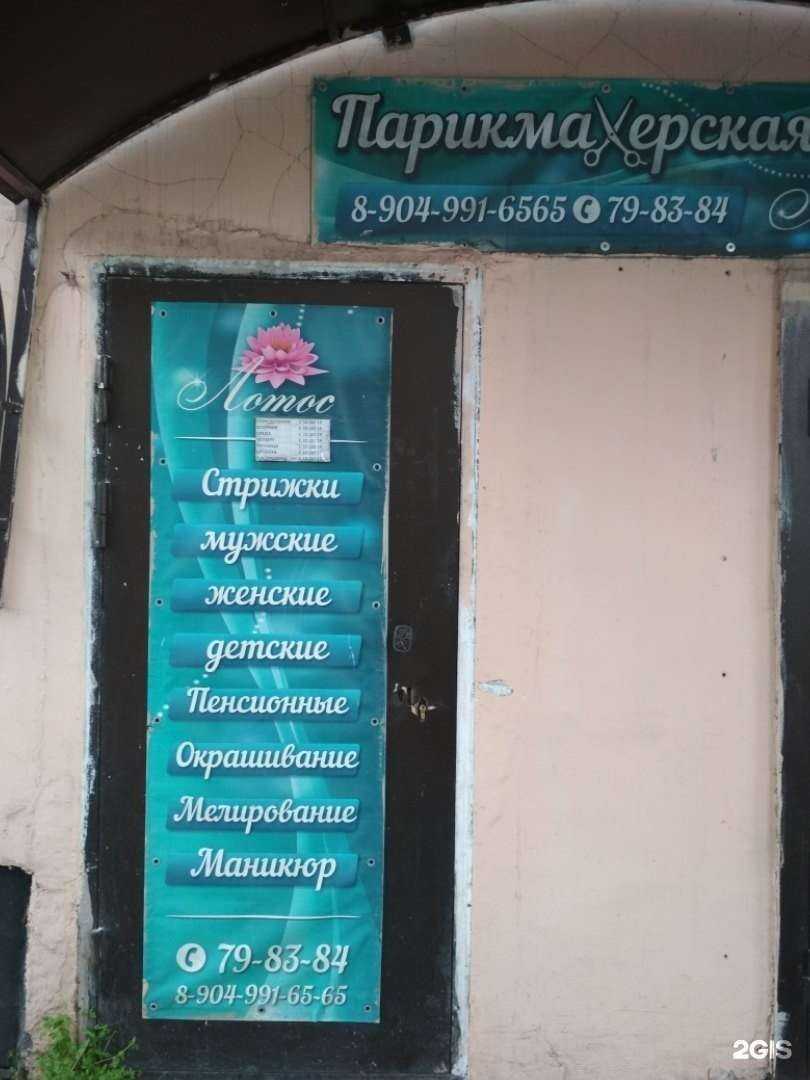 Парикмахерская
8-904-991-6565 79-83-84
Лотос
Стрижки
мужские
женские
детские
Пенсионные
Окрашивание
Мелирование
Маникюр
79-83-84
8-904-991-65-65
2GIS